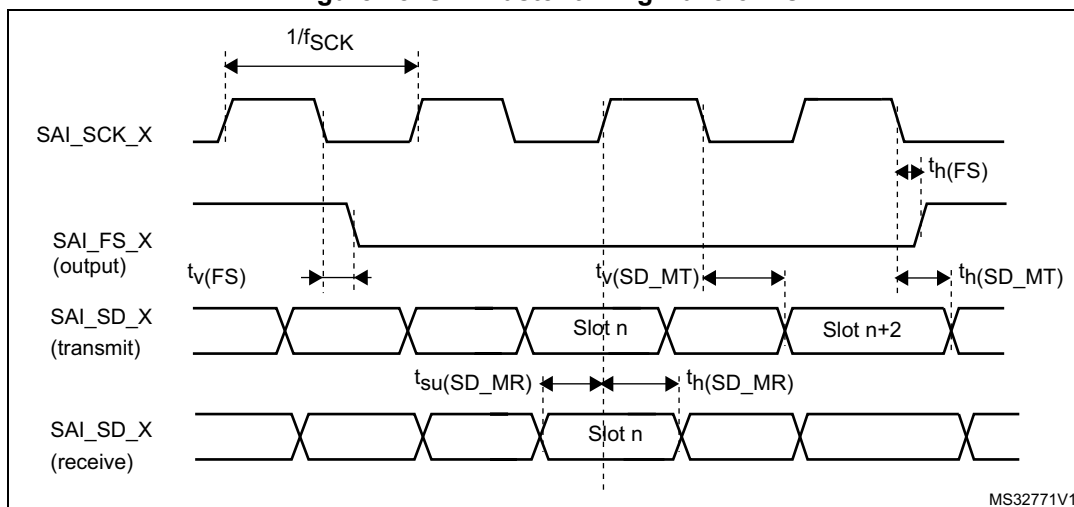 1/fSCK
SAI_SCK_X
th(FS)
SAI_FS_X
(output)
tv(FS)
tv(SD_MT)
th(SD_MT)
SAI_SD_X
(transmit)
Slot n
Slot n+2
tsu(SD_MR)
th(SD_MR)
SAI_SD_X
(receive)
Slot n
MS32771V1